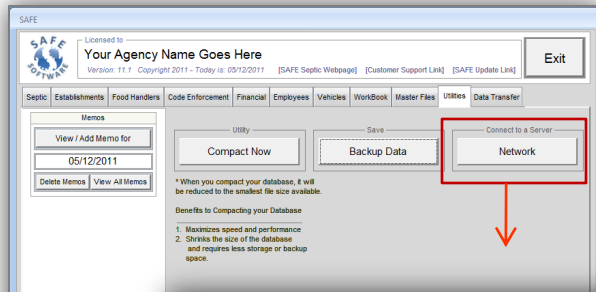 SAFE
SAFE
SOFTWARE
Licensed to
Your Agency Name Goes Here
Version: 11.1 Copyright 2011 - Today is: 05/12/2011 [SAFE Septic Webpage] [Customer Support Link] [SAFE Update Link]
Exit
Septic Establishments Food Handlers Code Enforcement Financial Employees Vehicles WorkBook Master Files Utilities Data Transfer
Memos
View / Add Memo for
05/12/2011
Delete Memos View All Memos
Utility
Compact Now
Save
Backup Data
Connect to a Server
Network
* When you compact your database, it will
be reduced to the smallest file size available.
Benefits to Compacting your Database
1. Maximizes speed and performance
2. Shrinks the size of the database
and requires less storage or backup
space.